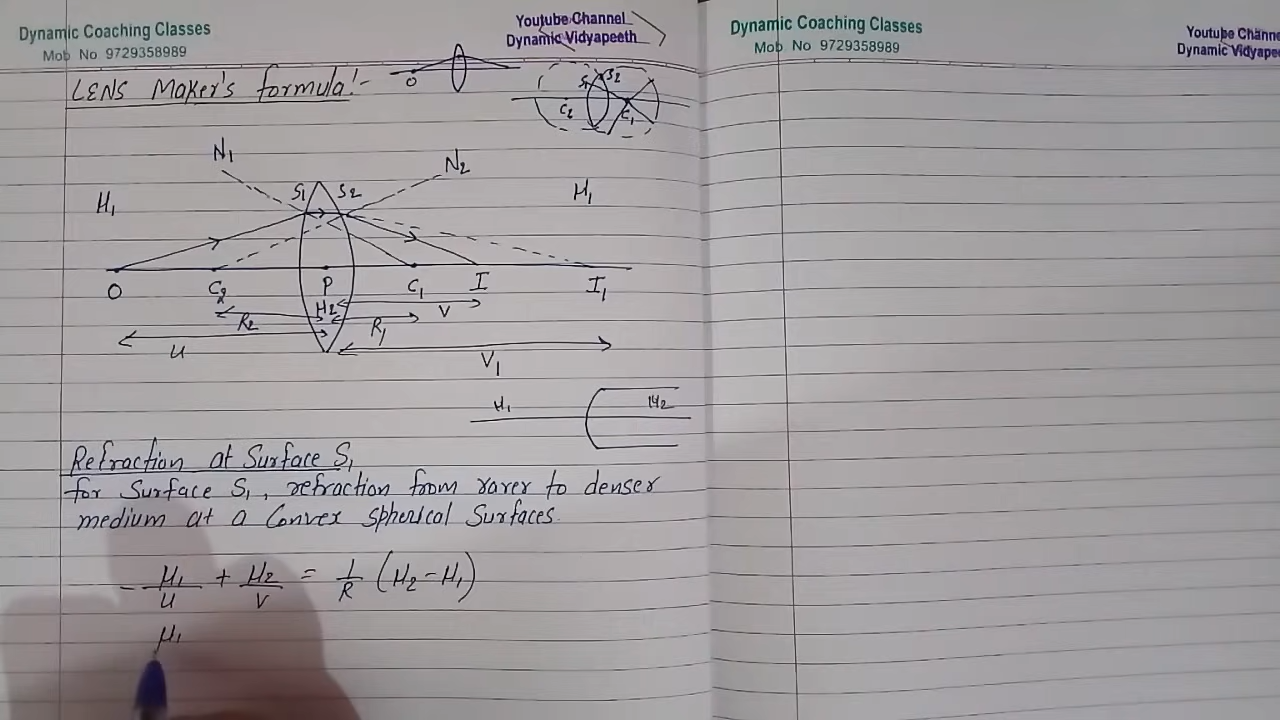 Dynamic Coaching Classes
Mob No 9729358989
Youtube Channel
Dynamic Vidyapeeth
Dynamic Coaching Classes
Mob No 9729358989
Youtube Channe
Dynamic Vidyape
LENS Maker's formula!-
O
S1 S2
C2 C1
N1 N2
S1 S2
μ1 μ1
O C2 P C1 I I1
μ2
R2 R1 V
u
V1
μ1 μ2
Refraction at Surface S1
for Surface S1, refraction from rarer to denser
medium at a Convex Spherical Surfaces.
- μ1/u + μ2/v = 1/R (μ2-μ1)
μ1